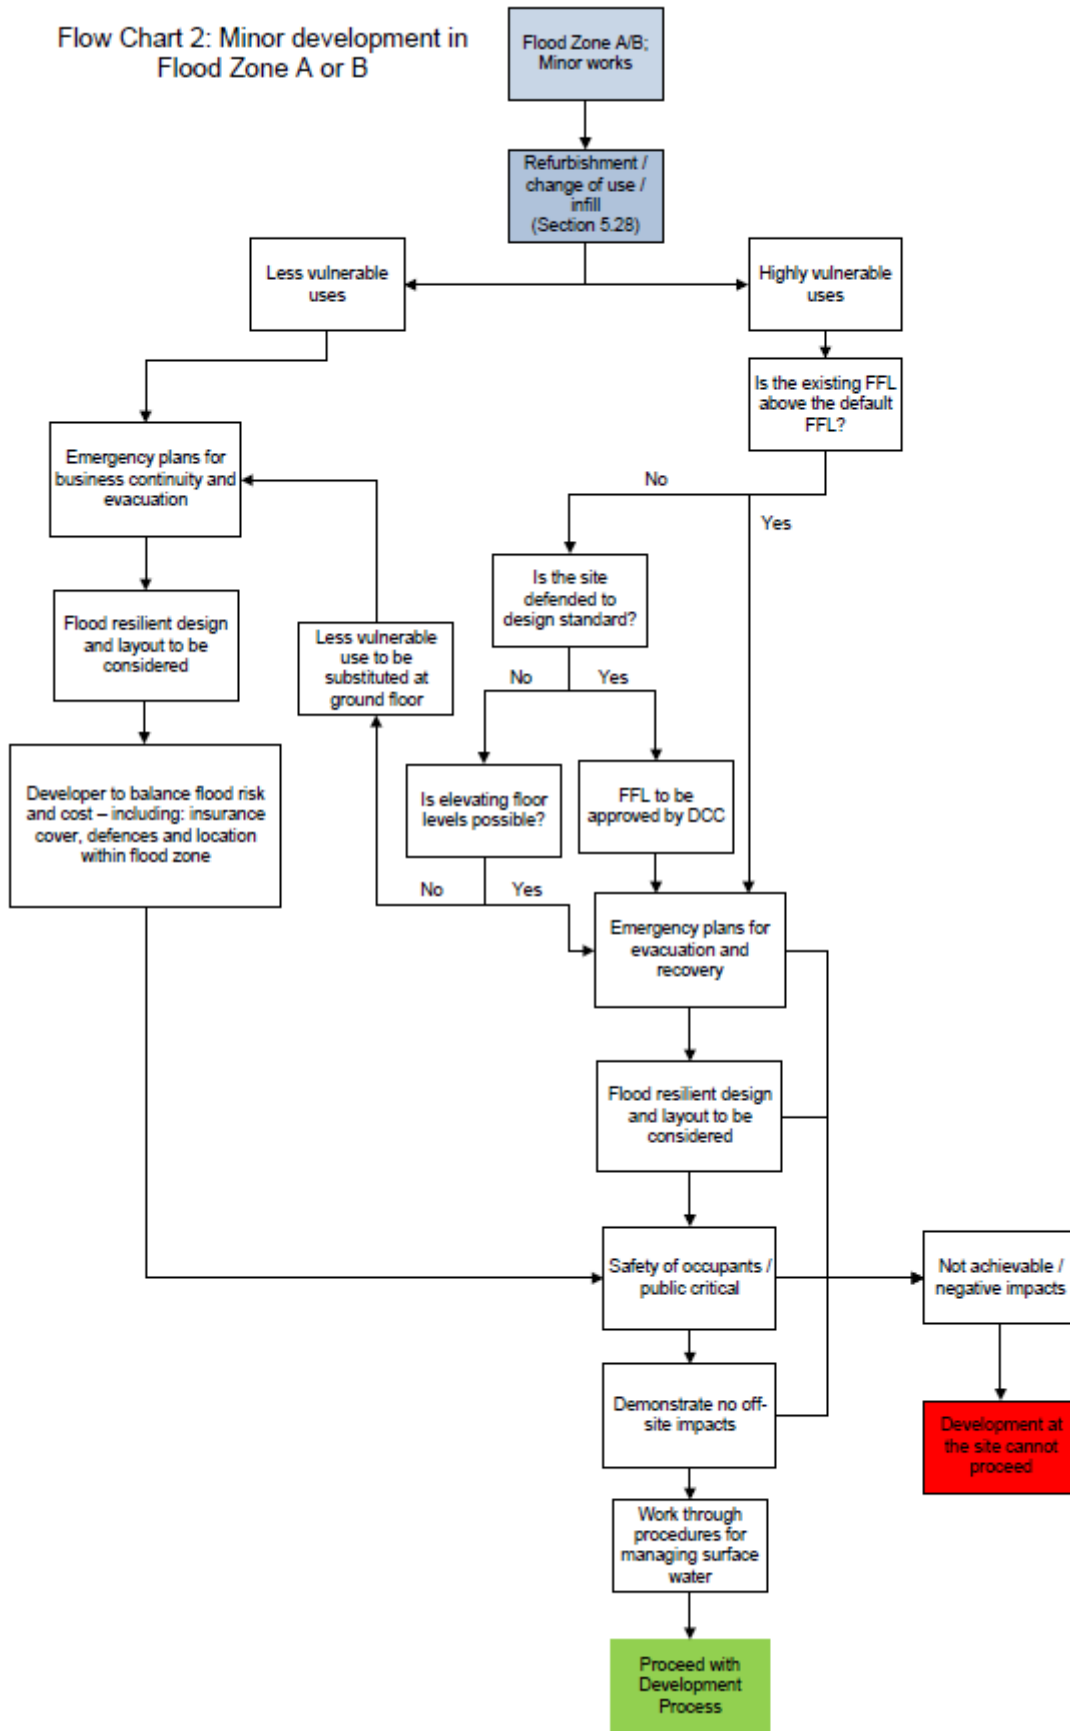 Flow Chart 2: Minor development in
Flood Zone A or B
Flood Zone A/B;
Minor works
Refurbishment /
change of use /
infill
(Section 5.28)
Less vulnerable
uses
Highly vulnerable
uses
Is the existing FFL
above the default
FFL?
Emergency plans for
business continuity and
evacuation
No
Yes
Is the site
defended to
design standard?
Flood resilient design
and layout to be
considered
Less vulnerable
use to be
substituted at
ground floor
No
Yes
Developer to balance flood risk
and cost – including: insurance
cover, defences and location
within flood zone
Is elevating floor
levels possible?
FFL to be
approved by DCC
No
Yes
Emergency plans for
evacuation and
recovery
Flood resilient design
and layout to be
considered
Safety of occupants /
public critical
Not achievable /
negative impacts
Demonstrate no off-
site impacts
Development at
the site cannot
proceed
Work through
procedures for
managing surface
water
Proceed with
Development
Process